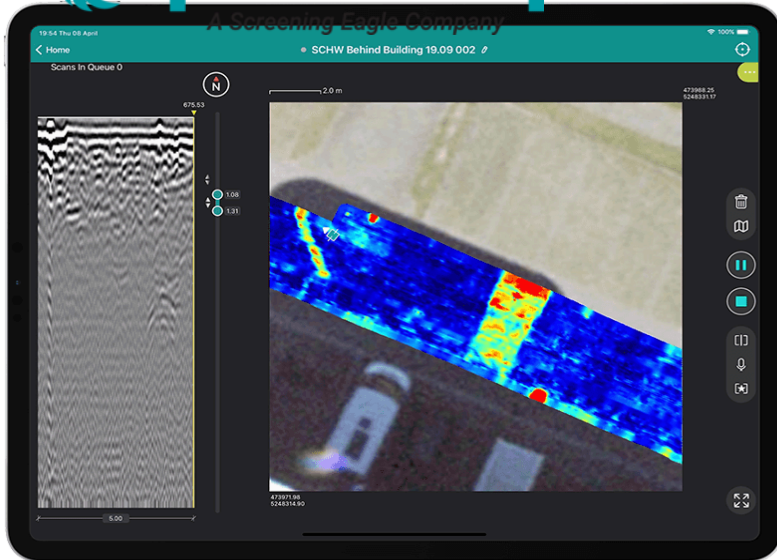 A Screening Eagle Company
19:54 Thu 08 April
100%
Home
SCHW Behind Building 19.09 002
Scans In Queue 0
N
675.53
2.0 m
473968.25
5248331.17
1.08
1.31
473971.98
5248314.90
5.00